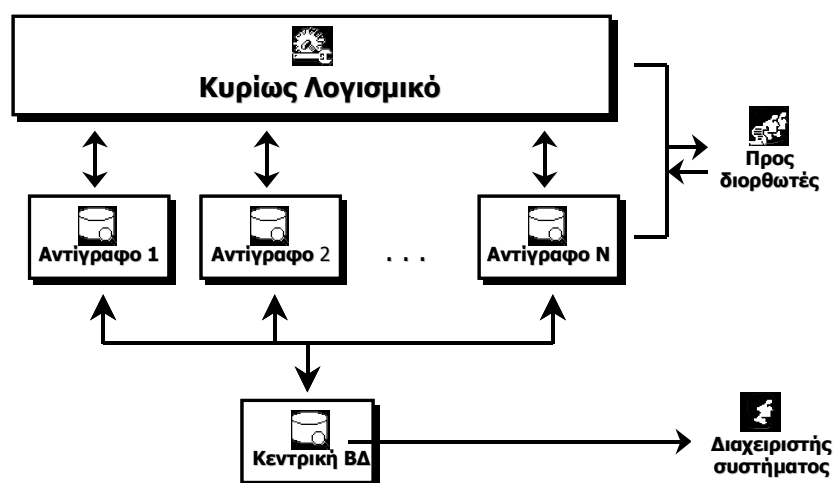 Κυρίως Λογισμικό
Προς
διορθωτές
Αντίγραφο 1
Αντίγραφο 2
. . .
Αντίγραφο Ν
Κεντρική ΒΔ
Διαχειριστής
συστήματος